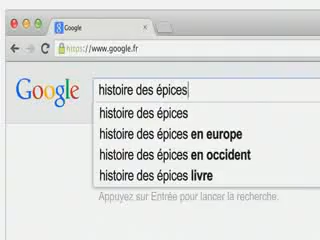 Google
https://www.google.fr
Google
histoire des épices
histoire des épices
histoire des épices en europe
histoire des épices en occident
histoire des épices livre
Appuyez sur Entrée pour lancer la recherche.